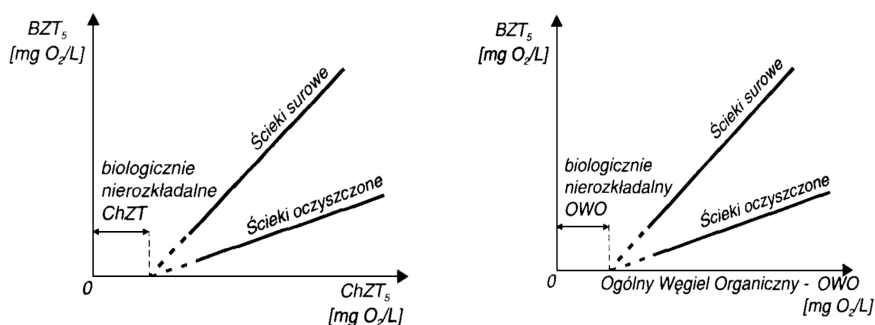 BZT₅
[mg O₂/L]
Ścieki surowe
biologicznie
nierozkładalne
ChZT
Ścieki oczyszczone
0
ChZT₅
[mg O₂/L]
BZT₅
[mg O₂/L]
Ścieki surowe
biologicznie
nierozkładalny
OWO
Ścieki oczyszczone
0
Ogólny Węgiel Organiczny - OWO
[mg O₂/L]